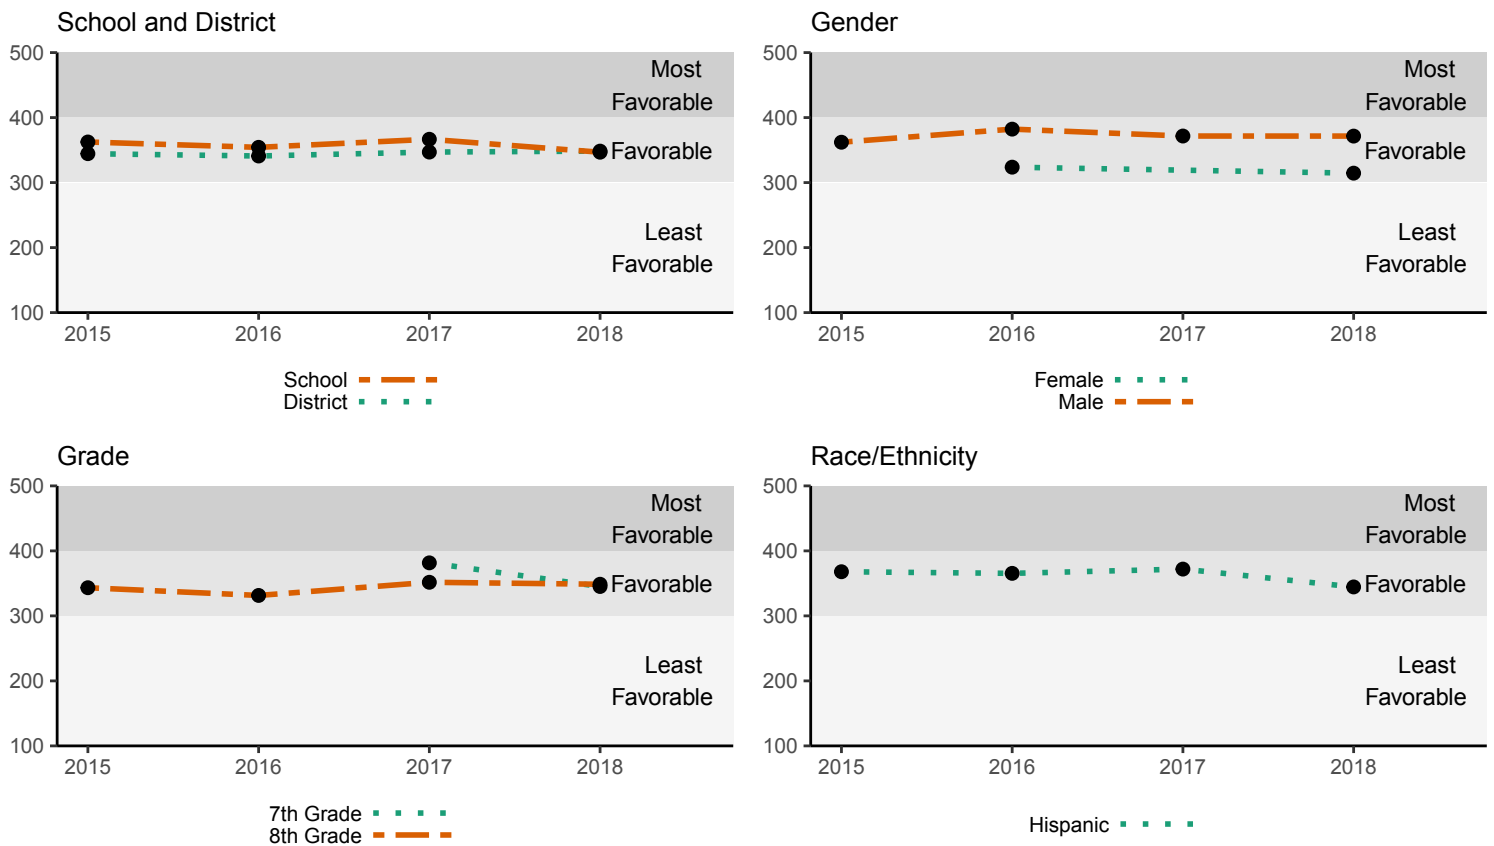 School and District
500
400
300
200
100
Most
Favorable
Favorable
Least
Favorable
2015 2016 2017 2018
School
District
Gender
500
400
300
200
100
Most
Favorable
Favorable
Least
Favorable
2015 2016 2017 2018
Female
Male
Grade
500
400
300
200
100
Most
Favorable
Favorable
Least
Favorable
2015 2016 2017 2018
7th Grade
8th Grade
Race/Ethnicity
500
400
300
200
100
Most
Favorable
Favorable
Least
Favorable
2015 2016 2017 2018
Hispanic